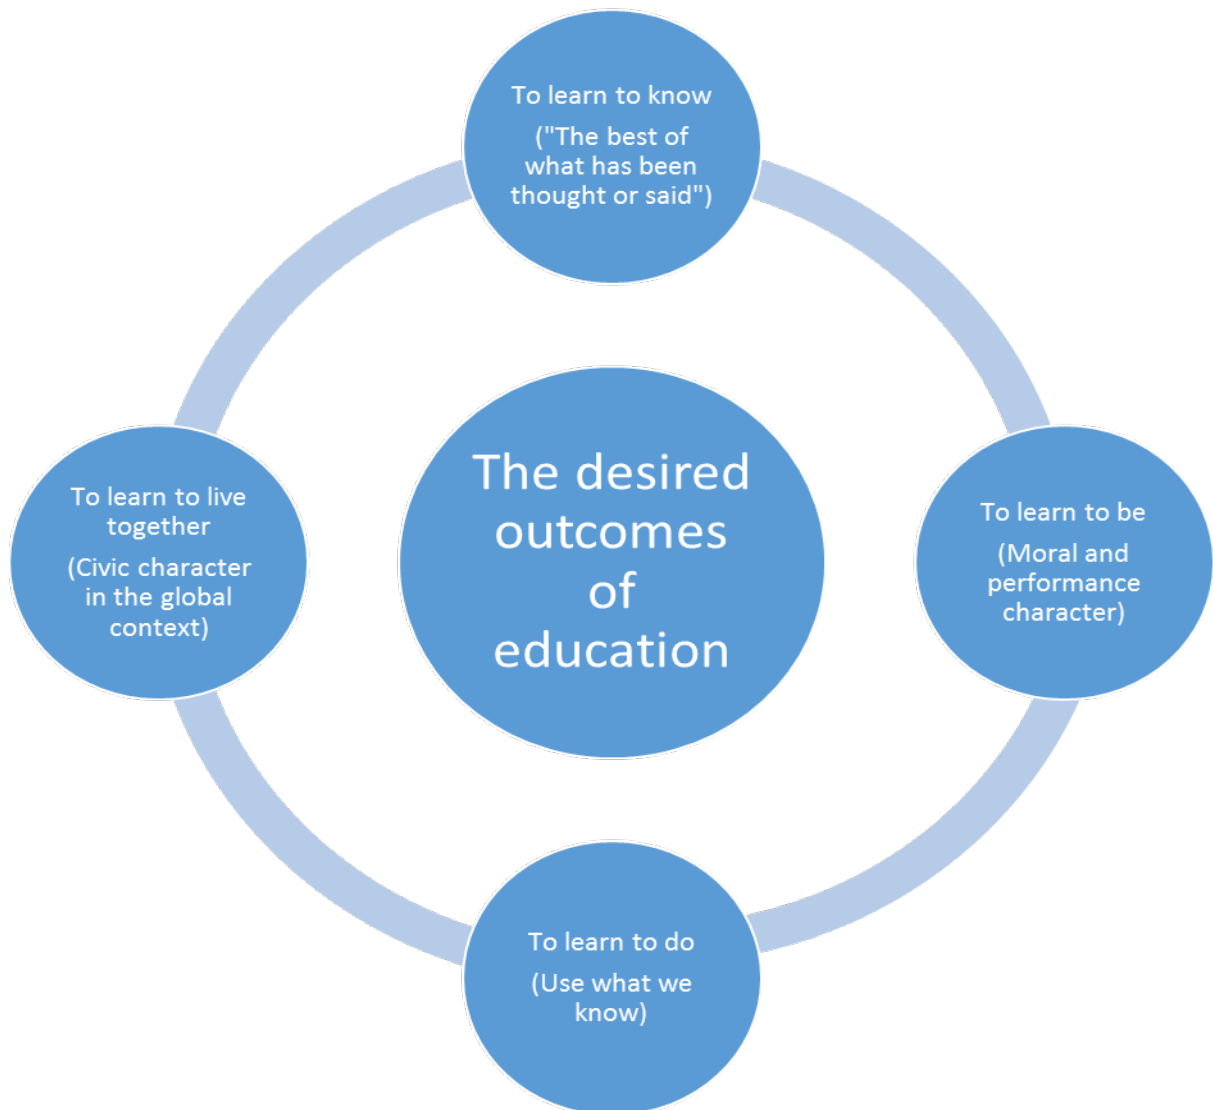 To learn to know
("The best of
what has been
thought or said")
The desired
outcomes
of
education
To learn to be
(Moral and
performance
character)
To learn to do
(Use what we
know)
To learn to live
together
(Civic character
in the global
context)